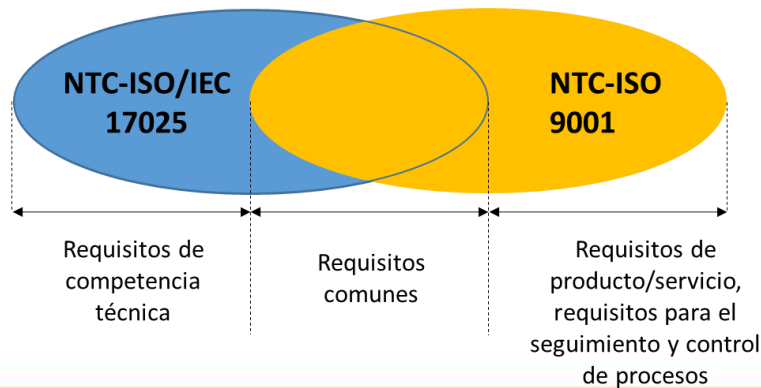 NTC-ISO/IEC
17025
NTC-ISO
9001
Requisitos de
competencia
técnica
Requisitos
comunes
Requisitos de
producto/servicio,
requisitos para el
seguimiento y control
de procesos